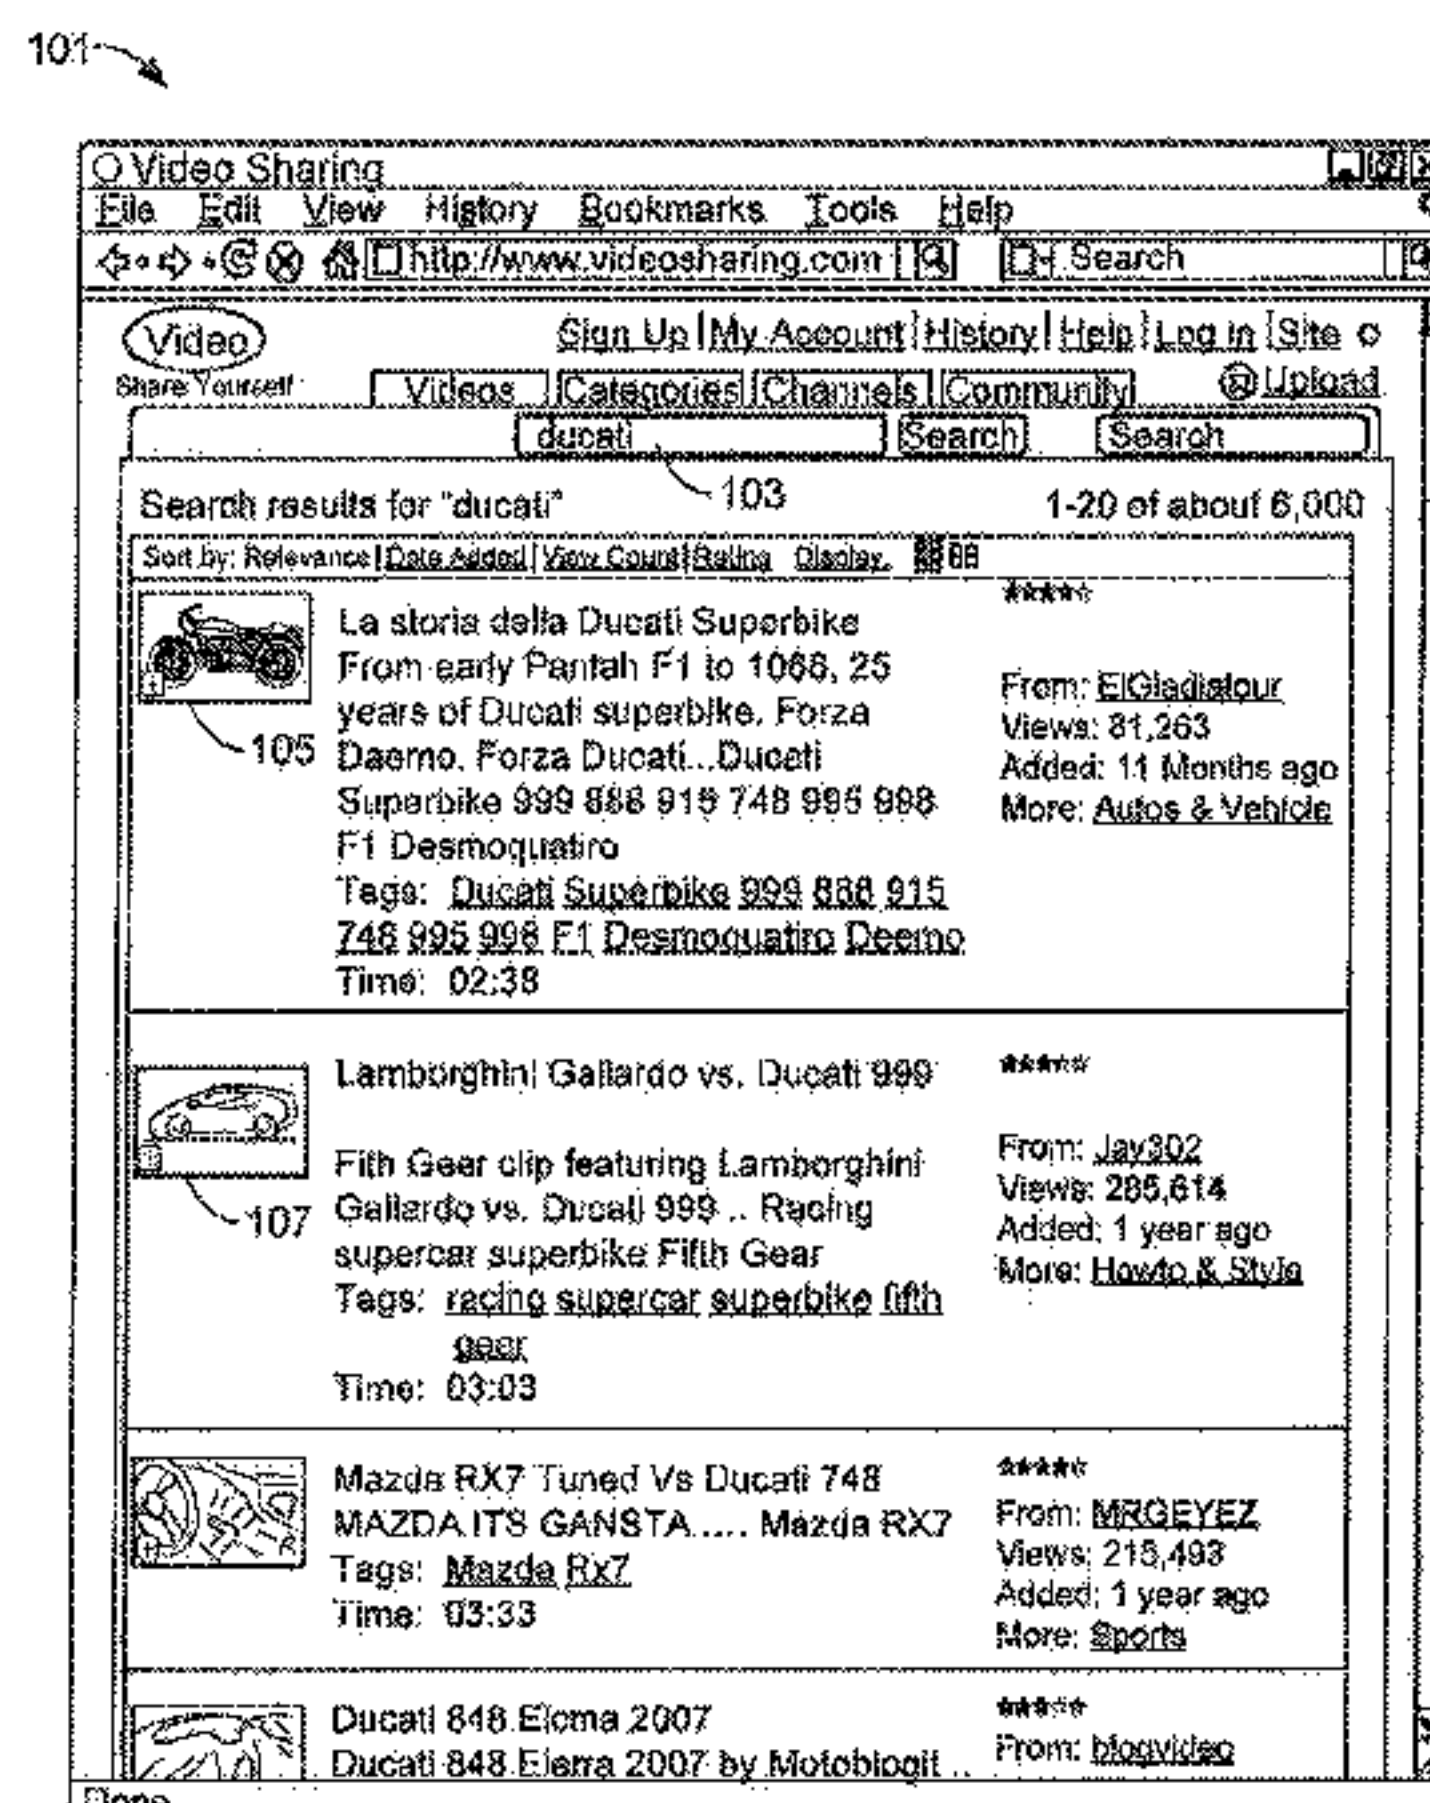 101
Video Sharing
File Edit View History Bookmarks Tools Help
http://www.videosharing.com Search
Video
Sign Up | My Account | History | Help | Log in | Site
Share Yourself
Videos Categories Channels Community Upload
ducati Search Search
103
Search results for "ducati" 1-20 of about 6,000
Sort by: Relevance | Date Added | View Count | Rating Display
La storia della Ducati Superbike
From early Pantah F1 to 1068, 25
years of Ducati superbike. Forza
Daemo. Forza Ducati...Ducati
Superbike 999 888 916 748 996 998
F1 Desmoquatiro
Tags: Ducati Superbike 999 888 915
748 995 998 F1 Desmoquatiro Deemo
Time: 02:38
105
From: ElGladiatour
Views: 81,263
Added: 11 Months ago
More: Autos & Vehicle
Lamborghini Gallardo vs. Ducati 999
Fith Gear clip featuring Lamborghini
Gallardo vs. Ducati 999 .. Racing
supercar superbike Fifth Gear
Tags: racing supercar superbike fifth
gear
Time: 03:03
107
From: Jay302
Views: 285,614
Added: 1 year ago
More: Howto & Style
Mazda RX7 Tuned Vs Ducati 748
MAZDA ITS GANSTA..... Mazda RX7
Tags: Mazda Rx7
Time: 03:33
From: MRGEYEZ
Views: 215,493
Added: 1 year ago
More: Sports
Ducati 848 Eicma 2007
Ducati 848 2007 by Motoblogit ..
From: blogvideo
Done